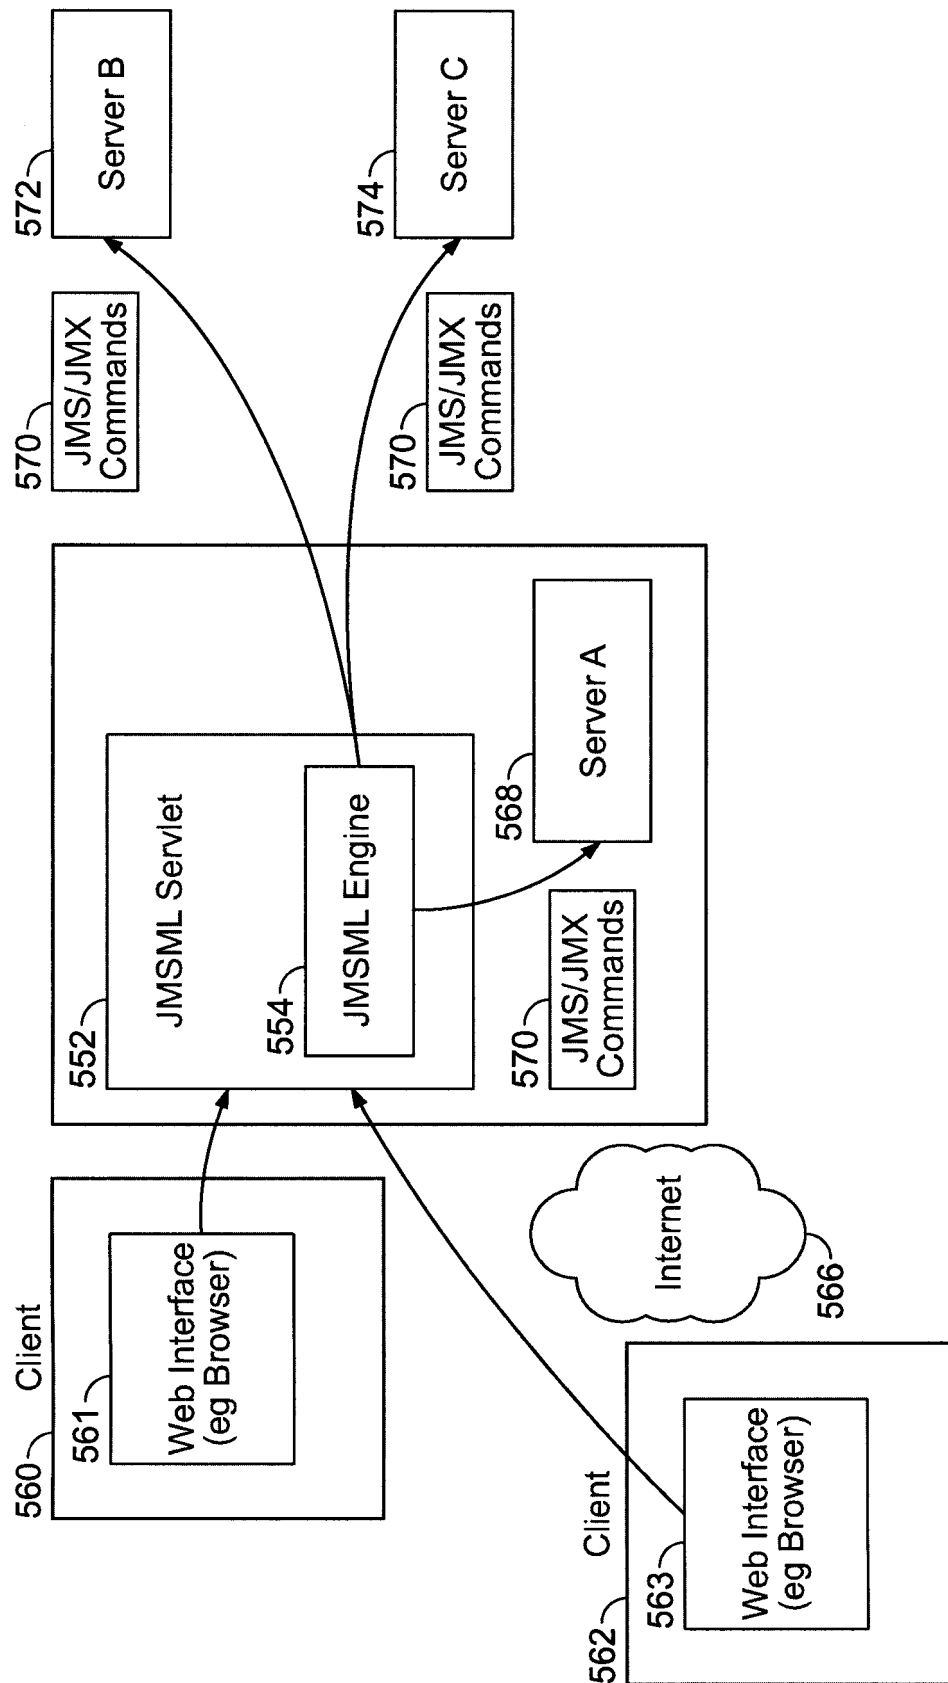 560
Client
561
Web Interface
(eg Browser)
552
JMSML Servlet
554
JMSML Engine
570
JMS/JMX
Commands
572
Server B
570
JMS/JMX
Commands
574
Server C
568
Server A
570
JMS/JMX
Commands
Internet
566
562
Client
563
Web Interface
(eg Browser)